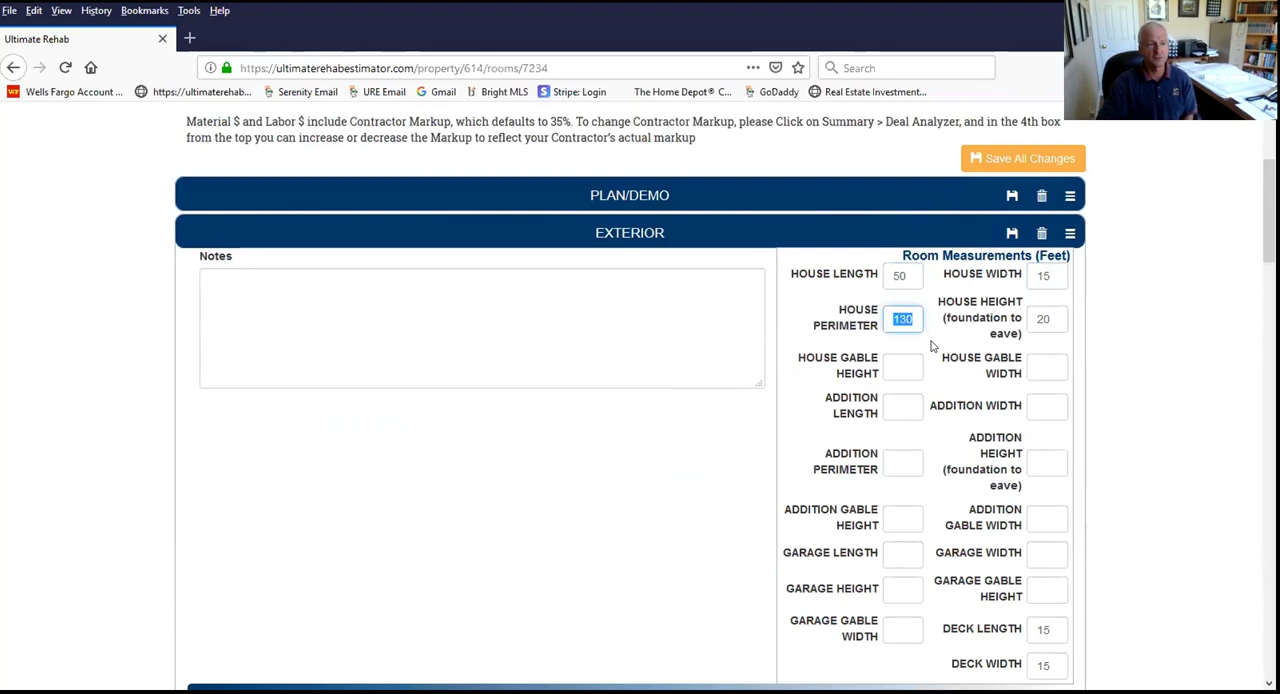 File Edit View History Bookmarks Tools Help
Ultimate Rehab
https://ultimaterehabestimator.com/property/614/rooms/7234
Search
Wells Fargo Account ... https://ultimaterehab... Serenity Email URE Email Gmail Bright MLS Stripe: Login The Home Depot® C... GoDaddy Real Estate Investment...
Material $ and Labor $ include Contractor Markup, which defaults to 35%. To change Contractor Markup, please Click on Summary > Deal Analyzer, and in the 4th box
from the top you can increase or decrease the Markup to reflect your Contractor's actual markup
Save All Changes
PLAN/DEMO
EXTERIOR
Notes
Room Measurements (Feet)
HOUSE LENGTH 50 HOUSE WIDTH 15
HOUSE
PERIMETER 130
HOUSE HEIGHT
(foundation to
eave) 20
HOUSE GABLE
HEIGHT
HOUSE GABLE
WIDTH
ADDITION
LENGTH
ADDITION WIDTH
ADDITION
PERIMETER
ADDITION
HEIGHT
(foundation to
eave)
ADDITION GABLE
HEIGHT
ADDITION
GABLE WIDTH
GARAGE LENGTH GARAGE WIDTH
GARAGE HEIGHT
GARAGE GABLE
HEIGHT
GARAGE GABLE
WIDTH
DECK LENGTH 15
DECK WIDTH 15